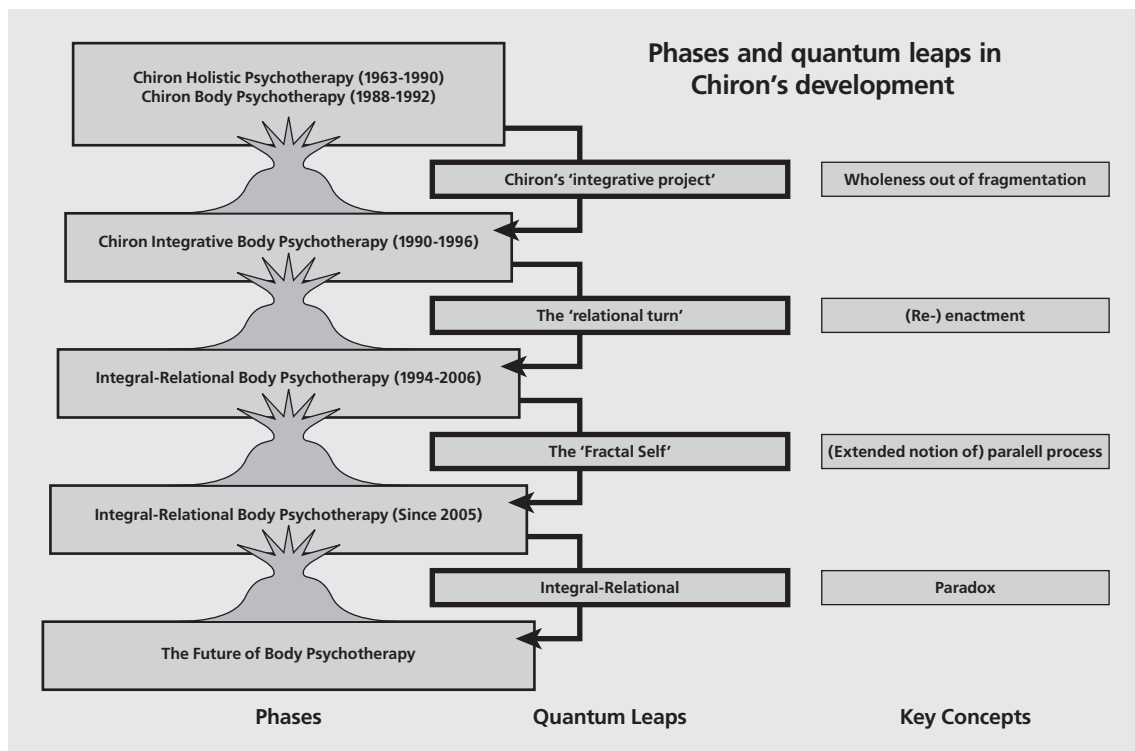 Phases and quantum leaps in
Chiron's development
Chiron Holistic Psychotherapy (1963-1990)
Chiron Body Psychotherapy (1988-1992)
Chiron's 'integrative project'
Wholeness out of fragmentation
Chiron Integrative Body Psychotherapy (1990-1996)
The 'relational turn'
(Re-) enactment
Integral-Relational Body Psychotherapy (1994-2006)
The 'Fractal Self'
(Extended notion of) paralell process
Integral-Relational Body Psychotherapy (Since 2005)
Integral-Relational
Paradox
The Future of Body Psychotherapy
Phases
Quantum Leaps
Key Concepts